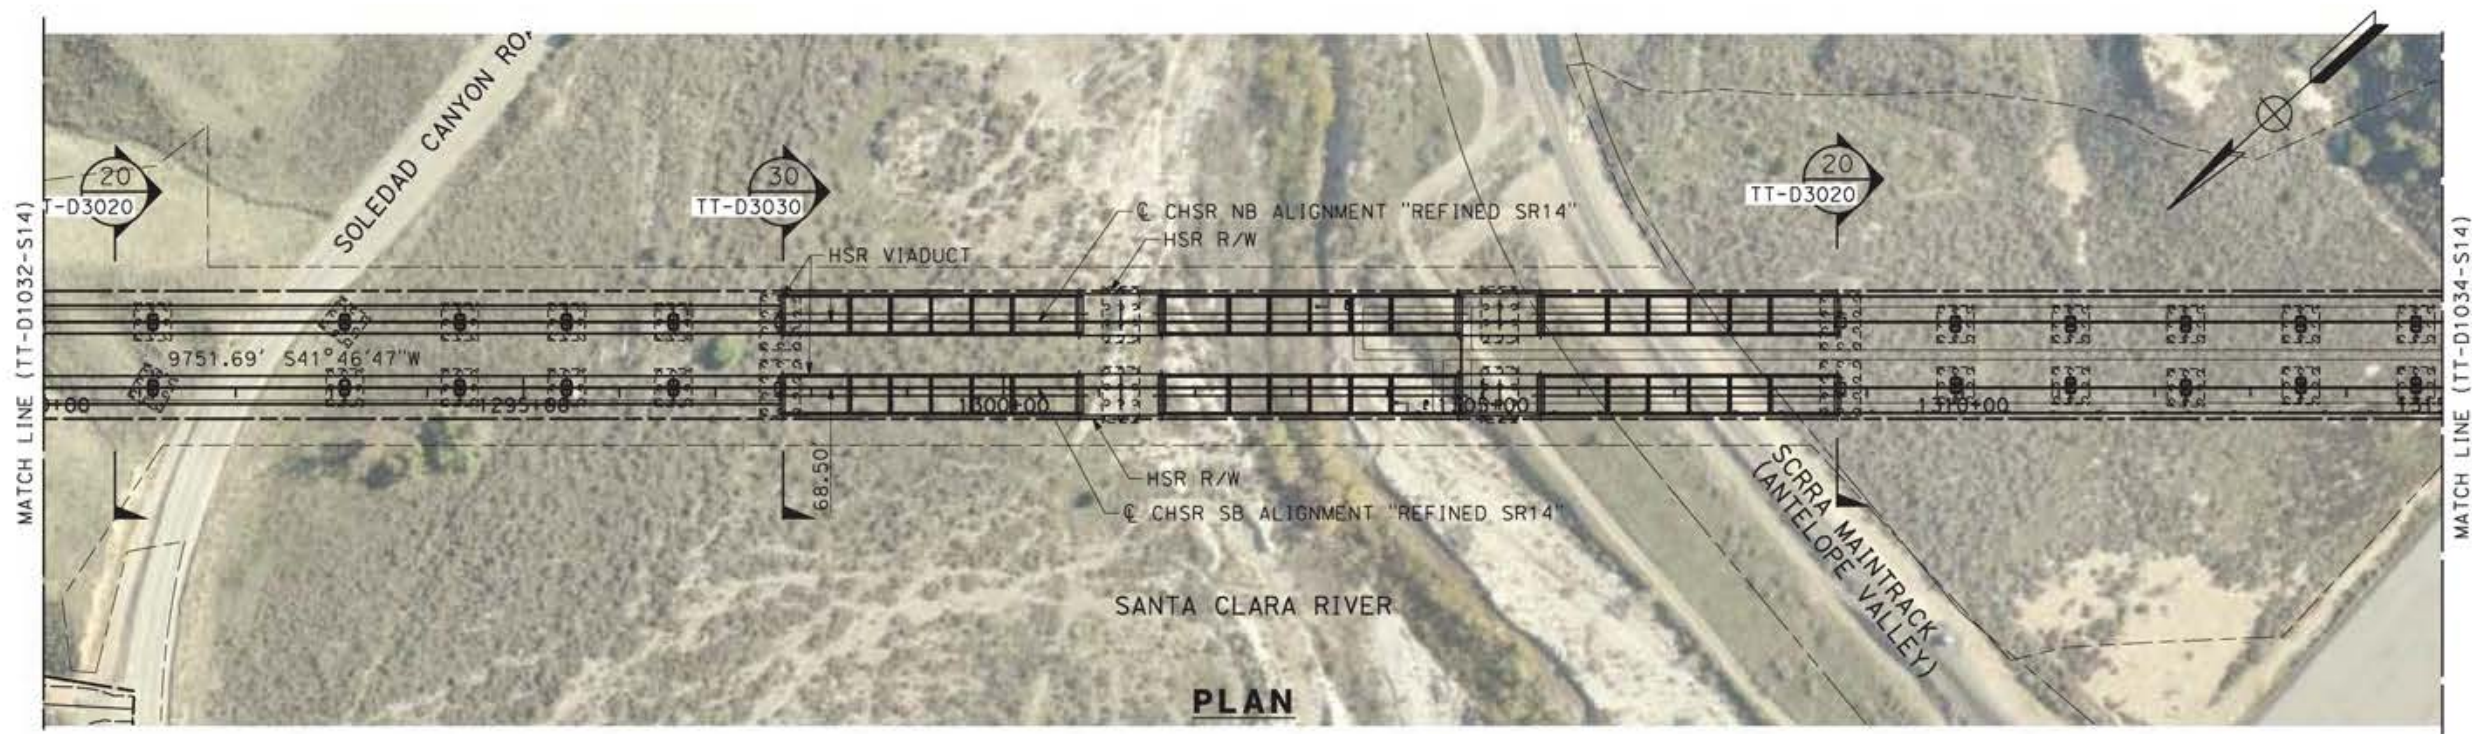 MATCH LINE (TT-D1032-S14)
20
T-D3020
SOLEDAD CANYON
30
TT-D3030
HSR VIADUCT
℄ CHSR NB ALIGNMENT "REFINED SR14"
HSR R/W
20
TT-D3020
9751.69' S41°46'47"W
+00
1295+00
1300+00
1305+00
1310+00
68.50'
HSR R/W
℄ CHSR SB ALIGNMENT "REFINED SR14"
SANTA CLARA RIVER
SCRRA MAINTRACK
(ANTELOPE VALLEY)
PLAN
MATCH LINE (TT-D1034-S14)